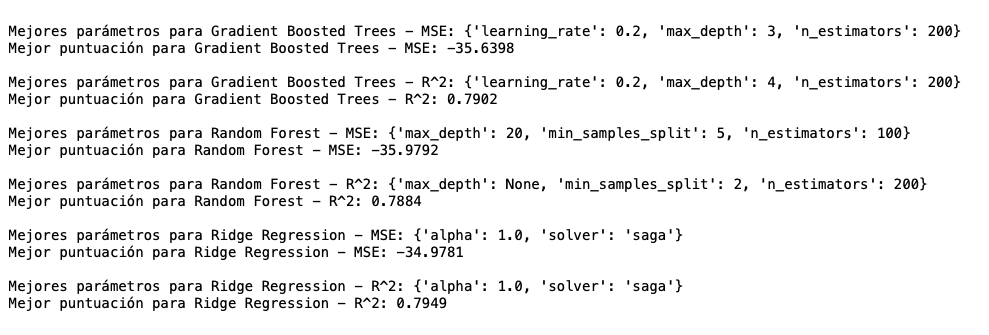 Mejores parámetros para Gradient Boosted Trees – MSE: {'learning_rate': 0.2, 'max_depth': 3, 'n_estimators': 200}
Mejor puntuación para Gradient Boosted Trees – MSE: -35.6398
Mejores parámetros para Gradient Boosted Trees – R^2: {'learning_rate': 0.2, 'max_depth': 4, 'n_estimators': 200}
Mejor puntuación para Gradient Boosted Trees – R^2: 0.7902
Mejores parámetros para Random Forest – MSE: {'max_depth': 20, 'min_samples_split': 5, 'n_estimators': 100}
Mejor puntuación para Random Forest – MSE: -35.9792
Mejores parámetros para Random Forest – R^2: {'max_depth': None, 'min_samples_split': 2, 'n_estimators': 200}
Mejor puntuación para Random Forest – R^2: 0.7884
Mejores parámetros para Ridge Regression – MSE: {'alpha': 1.0, 'solver': 'saga'}
Mejor puntuación para Ridge Regression – MSE: -34.9781
Mejores parámetros para Ridge Regression – R^2: {'alpha': 1.0, 'solver': 'saga'}
Mejor puntuación para Ridge Regression – R^2: 0.7949